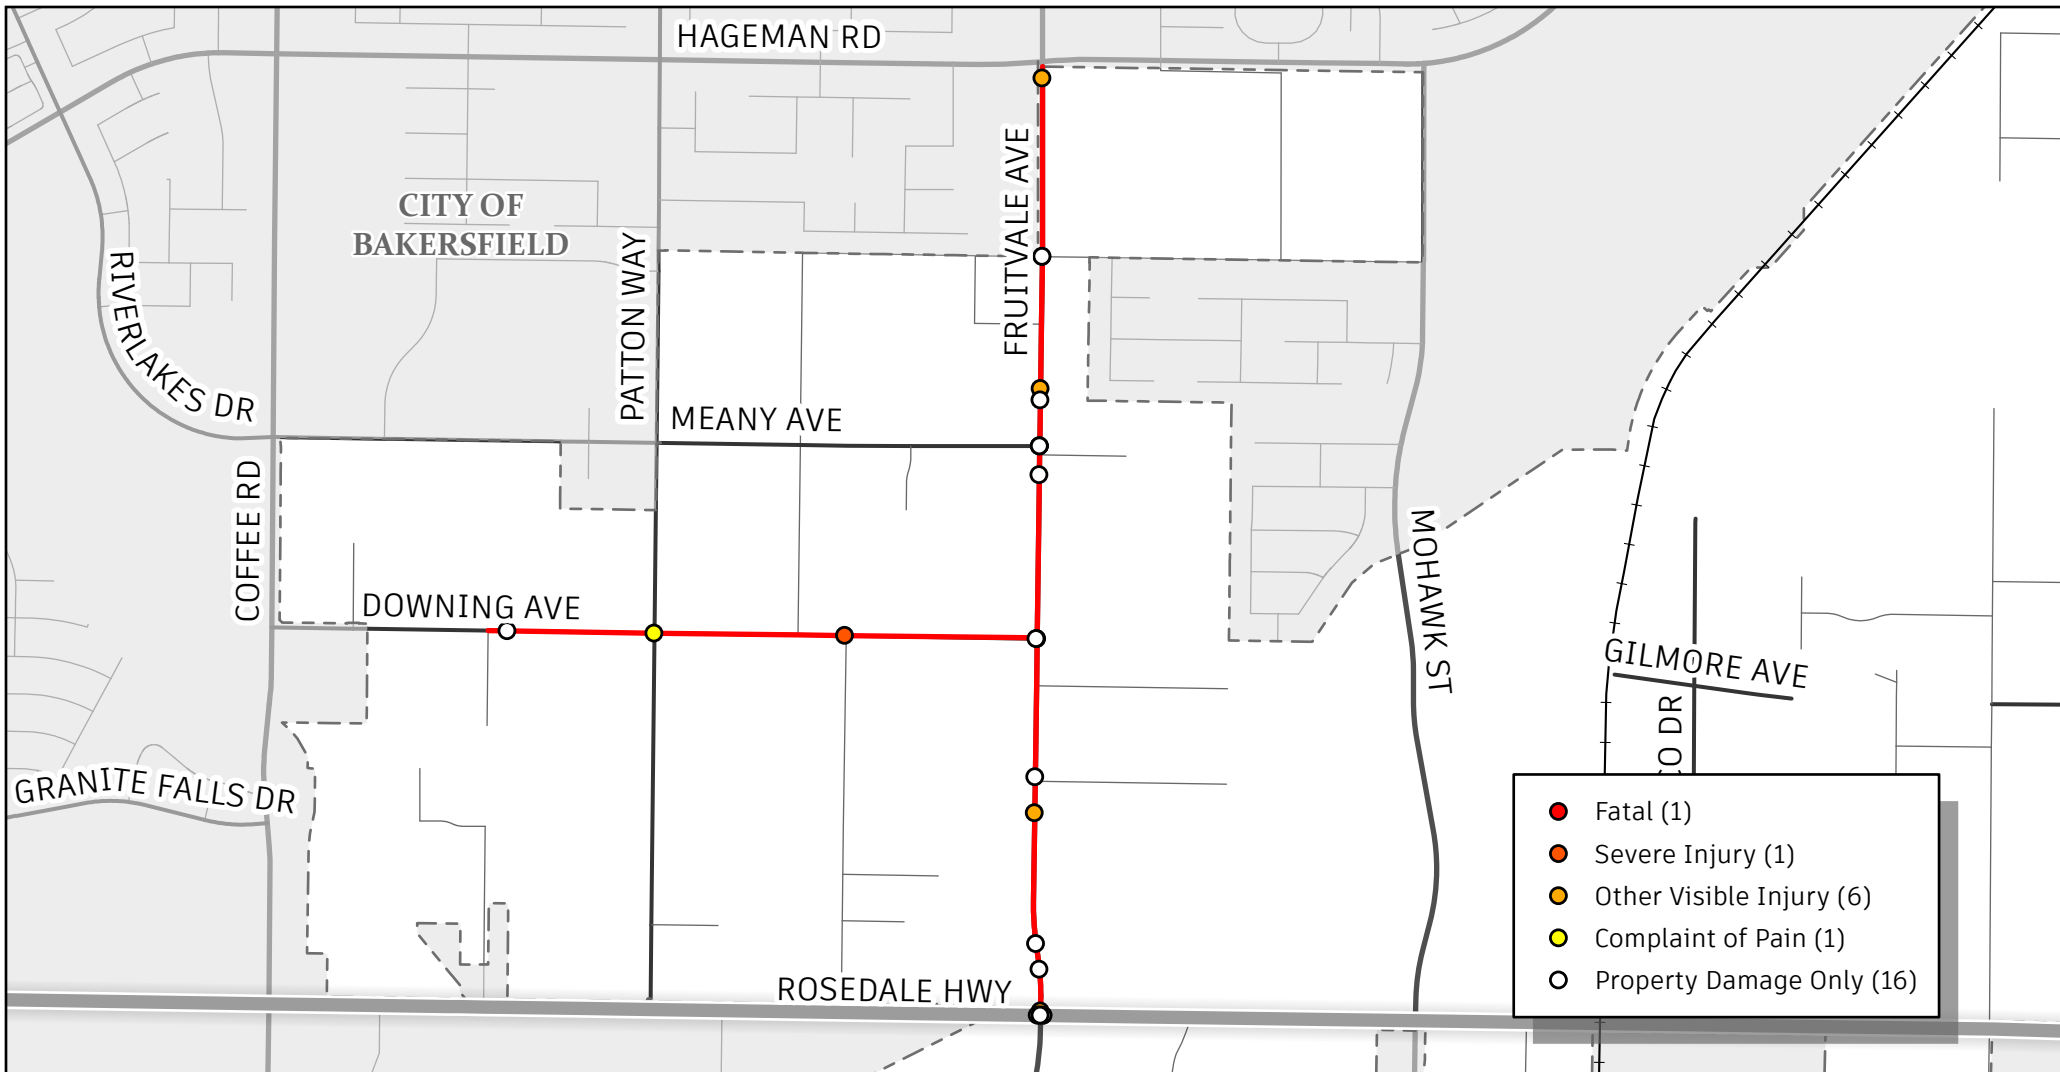 HAGEMAN RD
FRUITVALE AVE
CITY OF
BAKERSFIELD
PATTON WAY
RIVERLAKES DR
MEANY AVE
COFFEE RD
MOHAWK ST
DOWNING AVE
GILMORE AVE
CO DR
GRANITE FALLS DR
ROSEDALE HWY
Fatal (1)
Severe Injury (1)
Other Visible Injury (6)
Complaint of Pain (1)
Property Damage Only (16)